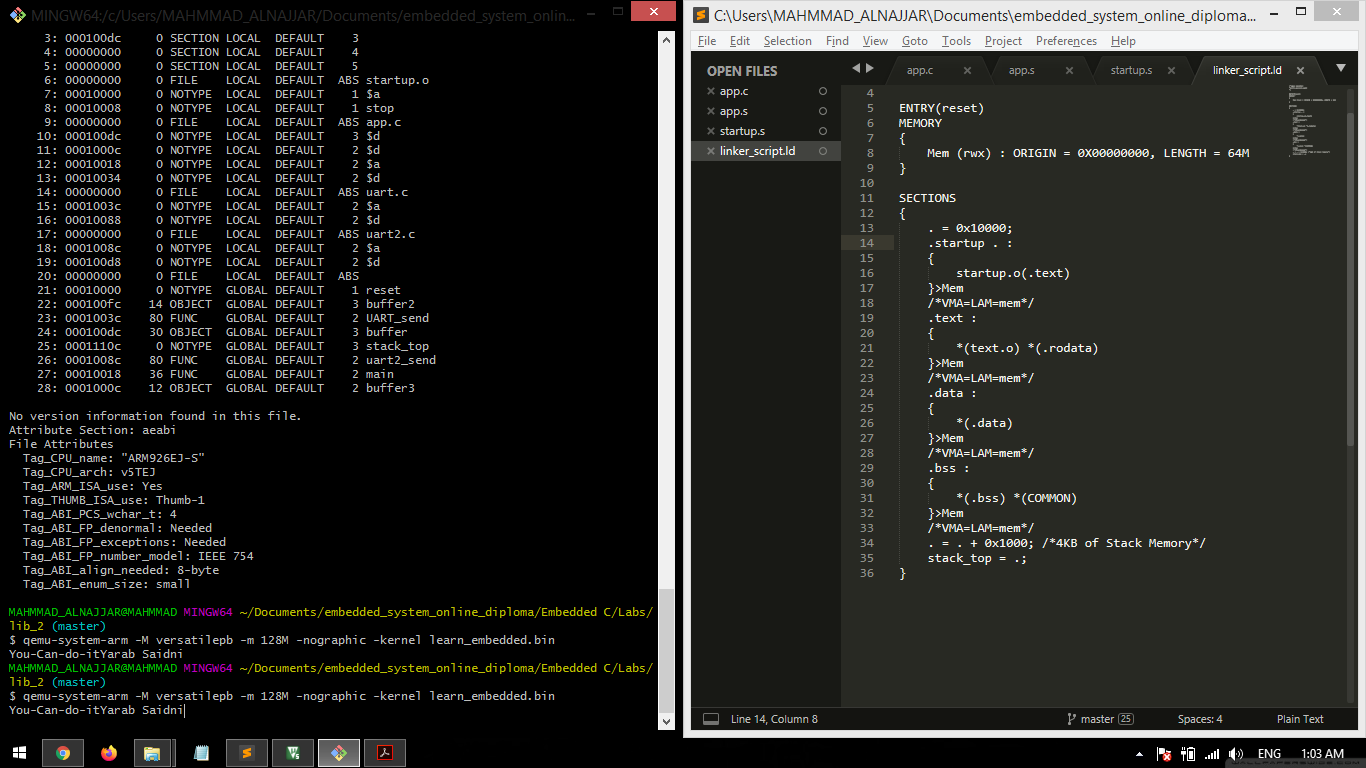 MINGW64:/c/Users/MAHMMAD_ALNAJJAR/Documents/embedded_system_onlin...
3: 000100dc 0 SECTION LOCAL DEFAULT 3
4: 00000000 0 SECTION LOCAL DEFAULT 4
5: 00000000 0 SECTION LOCAL DEFAULT 5
6: 00000000 0 FILE LOCAL DEFAULT ABS startup.o
7: 00010000 0 NOTYPE LOCAL DEFAULT 1 $a
8: 00010008 0 NOTYPE LOCAL DEFAULT 1 stop
9: 00000000 0 FILE LOCAL DEFAULT ABS app.c
10: 000100dc 0 NOTYPE LOCAL DEFAULT 3 $d
11: 0001000c 0 NOTYPE LOCAL DEFAULT 2 $d
12: 00010018 0 NOTYPE LOCAL DEFAULT 2 $a
13: 00010034 0 NOTYPE LOCAL DEFAULT 2 $d
14: 00000000 0 FILE LOCAL DEFAULT ABS uart.c
15: 0001003c 0 NOTYPE LOCAL DEFAULT 2 $a
16: 00010088 0 NOTYPE LOCAL DEFAULT 2 $d
17: 00000000 0 FILE LOCAL DEFAULT ABS uart2.c
18: 0001008c 0 NOTYPE LOCAL DEFAULT 2 $a
19: 000100d8 0 NOTYPE LOCAL DEFAULT 2 $d
20: 00000000 0 FILE LOCAL DEFAULT ABS
21: 00010000 0 NOTYPE GLOBAL DEFAULT 1 reset
22: 000100fc 14 OBJECT GLOBAL DEFAULT 3 buffer2
23: 0001003c 80 FUNC GLOBAL DEFAULT 2 UART_send
24: 000100dc 30 OBJECT GLOBAL DEFAULT 3 buffer
25: 0001110c 0 NOTYPE GLOBAL DEFAULT 3 stack_top
26: 0001008c 80 FUNC GLOBAL DEFAULT 2 uart2_send
27: 00010018 36 FUNC GLOBAL DEFAULT 2 main
28: 0001000c 12 OBJECT GLOBAL DEFAULT 2 buffer3
No version information found in this file.
Attribute Section: aeabi
File Attributes
Tag_CPU_name: "ARM926EJ-S"
Tag_CPU_arch: v5TEJ
Tag_ARM_ISA_use: Yes
Tag_THUMB_ISA_use: Thumb-1
Tag_ABI_PCS_wchar_t: 4
Tag_ABI_FP_denormal: Needed
Tag_ABI_FP_exceptions: Needed
Tag_ABI_FP_number_model: IEEE 754
Tag_ABI_align_needed: 8-byte
Tag_ABI_enum_size: small
MAHMMAD_ALNAJJAR@MAHMMAD MINGW64 ~/Documents/embedded_system_online_diploma/Embedded C/Labs/
lib_2 (master)
$ qemu-system-arm -M versatilepb -m 128M -nographic -kernel learn_embedded.bin
You-Can-do-itYarab Saidni
MAHMMAD_ALNAJJAR@MAHMMAD MINGW64 ~/Documents/embedded_system_online_diploma/Embedded C/Labs/
lib_2 (master)
$ qemu-system-arm -M versatilepb -m 128M -nographic -kernel learn_embedded.bin
You-Can-do-itYarab Saidni
C:\Users\MAHMMAD_ALNAJJAR\Documents\embedded_system_online_diploma...
File Edit Selection Find View Goto Tools Project Preferences Help
OPEN FILES
app.c
app.s
startup.s
linker_script.ld
app.c app.s startup.s linker_script.ld
4
5 ENTRY(reset)
6 MEMORY
7 {
8 Mem (rwx) : ORIGIN = 0X00000000, LENGTH = 64M
9 }
10
11 SECTIONS
12 {
13 . = 0x10000;
14 .startup . :
15 {
16 startup.o(.text)
17 }>Mem
18 /*VMA=LAM=mem*/
19 .text :
20 {
21 *(text.o) *(.rodata)
22 }>Mem
23 /*VMA=LAM=mem*/
24 .data :
25 {
26 *(.data)
27 }>Mem
28 /*VMA=LAM=mem*/
29 .bss :
30 {
31 *(.bss) *(COMMON)
32 }>Mem
33 /*VMA=LAM=mem*/
34 . = . + 0x1000; /*4KB of Stack Memory*/
35 stack_top = .;
36 }
Line 14, Column 8 master 25 Spaces: 4 Plain Text
ENG 1:03 AM